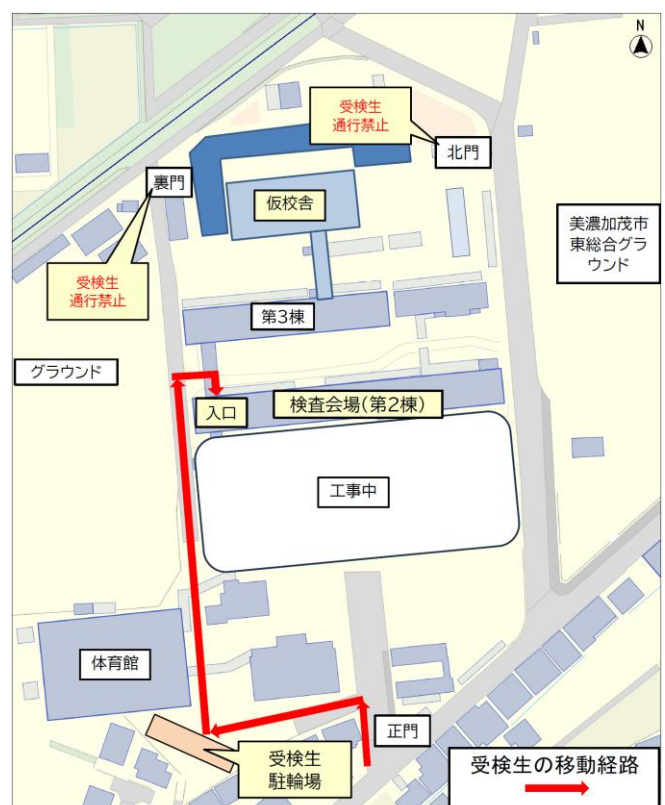 N
受検生
通行禁止
北門
裏門
仮校舎
美濃加茂市
東総合グラ
ウンド
受検生
通行禁止
第3棟
グラウンド
入口
検査会場(第2棟)
工事中
体育館
正門
受検生
駐輪場
受検生の移動経路